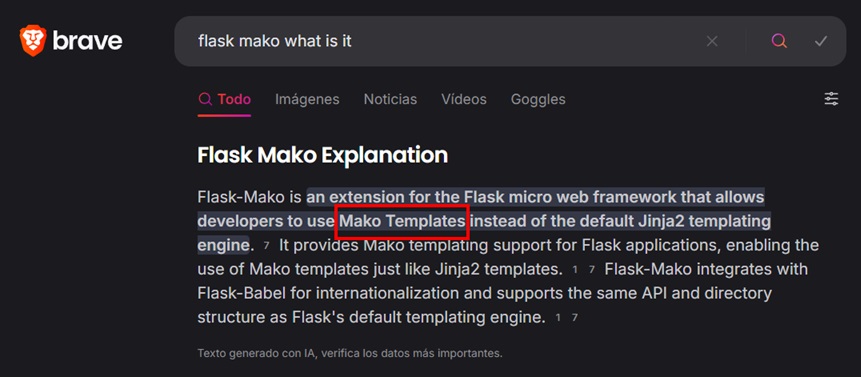 brave
flask mako what is it
Todo Imágenes Noticias Vídeos Goggles
Flask Mako Explanation
Flask-Mako is an extension for the Flask micro web framework that allows
developers to use Mako Templates instead of the default Jinja2 templating
engine. 7 It provides Mako templating support for Flask applications, enabling the
use of Mako templates just like Jinja2 templates. 1 7 Flask-Mako integrates with
Flask-Babel for internationalization and supports the same API and directory
structure as Flask's default templating engine. 1 7
Texto generado con IA, verifica los datos más importantes.